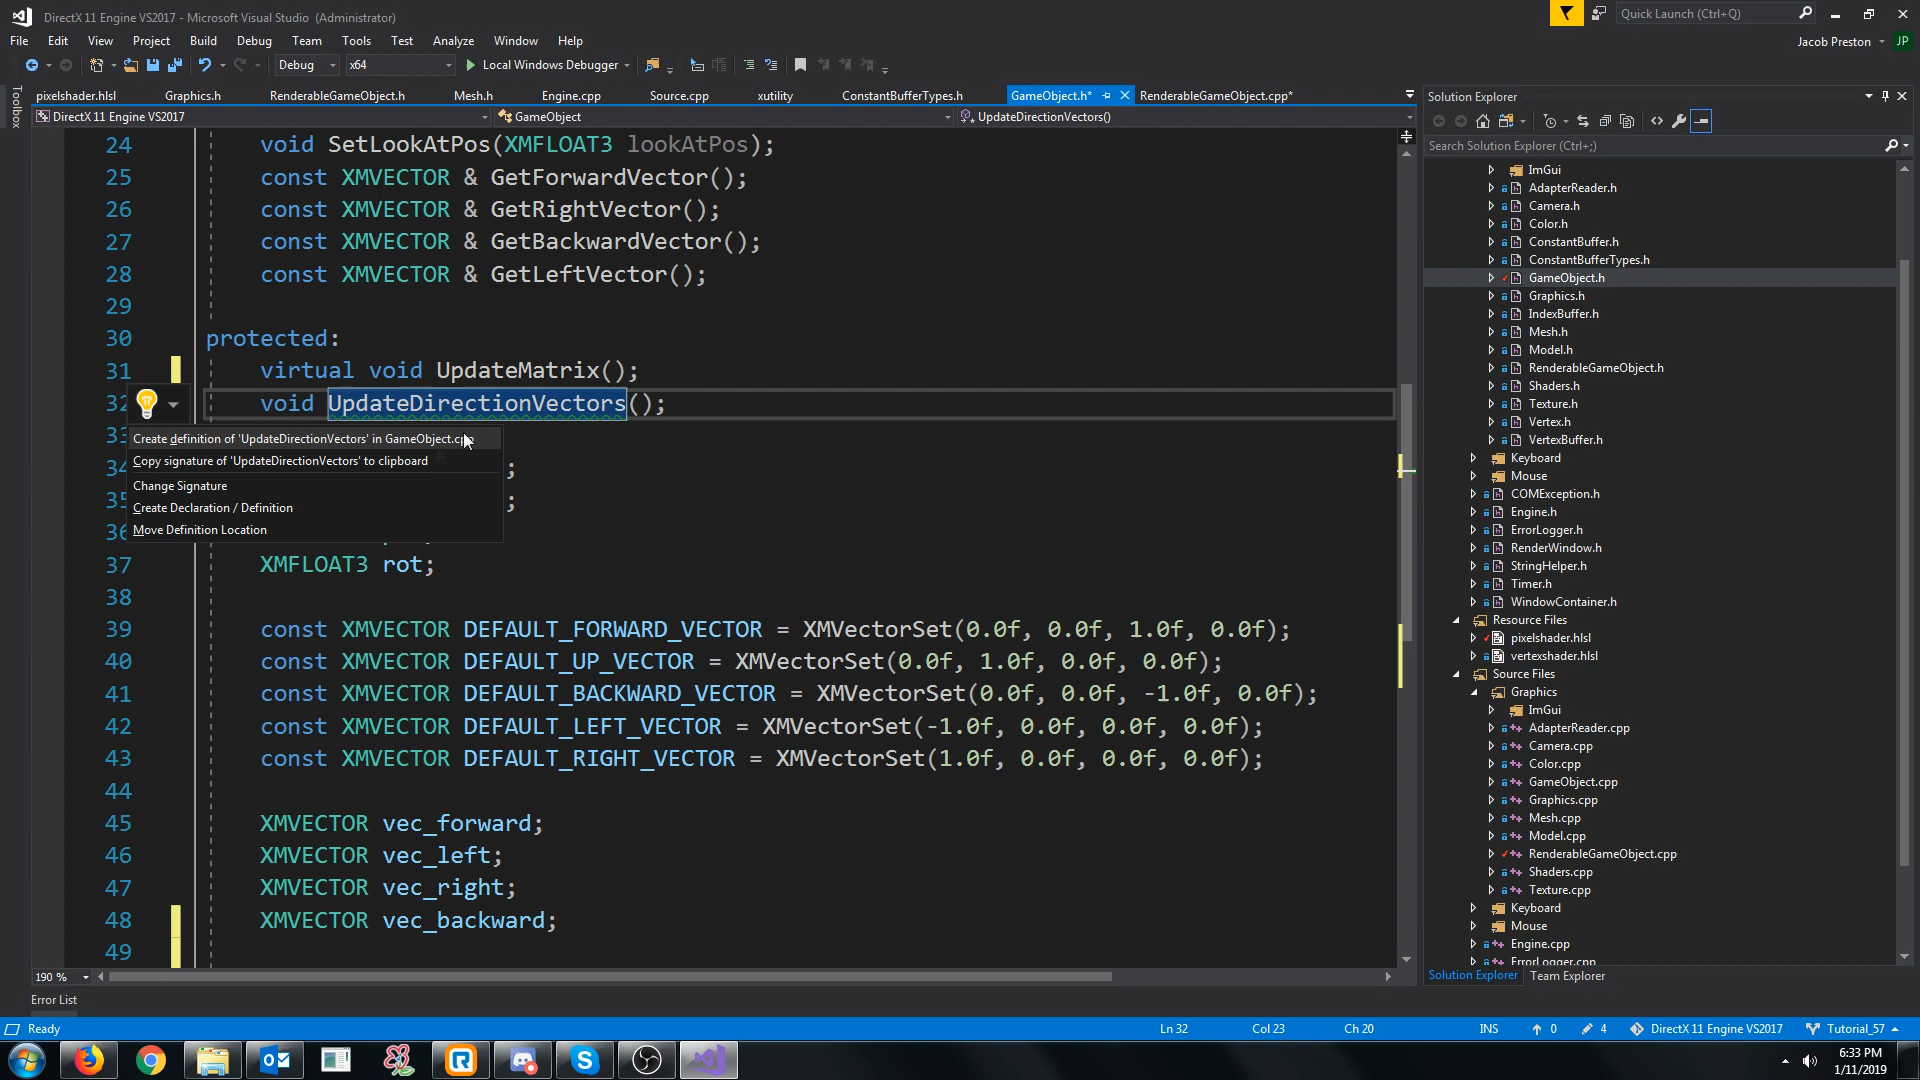 DirectX 11 Engine VS2017 - Microsoft Visual Studio (Administrator)
Quick Launch (Ctrl+Q)
File Edit View Project Build Debug Team Tools Test Analyze Window Help
Jacob Preston JP
Debug x64 Local Windows Debugger
Toolbox
pixelshader.hlsl Graphics.h RenderableGameObject.h Mesh.h Engine.cpp Source.cpp xutility ConstantBufferTypes.h GameObject.h* RenderableGameObject.cpp*
DirectX 11 Engine VS2017 GameObject UpdateDirectionVectors()
24 void SetLookAtPos(XMFLOAT3 lookAtPos);
25 const XMVECTOR & GetForwardVector();
26 const XMVECTOR & GetRightVector();
27 const XMVECTOR & GetBackwardVector();
28 const XMVECTOR & GetLeftVector();
29
30 protected:
31 virtual void UpdateMatrix();
32 void UpdateDirectionVectors();
Create definition of 'UpdateDirectionVectors' in GameObject.cpp
Copy signature of 'UpdateDirectionVectors' to clipboard
Change Signature
Create Declaration / Definition
Move Definition Location
33
34 ;
35 ;
36
37 XMFLOAT3 rot;
38
39 const XMVECTOR DEFAULT_FORWARD_VECTOR = XMVectorSet(0.0f, 0.0f, 1.0f, 0.0f);
40 const XMVECTOR DEFAULT_UP_VECTOR = XMVectorSet(0.0f, 1.0f, 0.0f, 0.0f);
41 const XMVECTOR DEFAULT_BACKWARD_VECTOR = XMVectorSet(0.0f, 0.0f, -1.0f, 0.0f);
42 const XMVECTOR DEFAULT_LEFT_VECTOR = XMVectorSet(-1.0f, 0.0f, 0.0f, 0.0f);
43 const XMVECTOR DEFAULT_RIGHT_VECTOR = XMVectorSet(1.0f, 0.0f, 0.0f, 0.0f);
44
45 XMVECTOR vec_forward;
46 XMVECTOR vec_left;
47 XMVECTOR vec_right;
48 XMVECTOR vec_backward;
49
190 %
Error List
Solution Explorer
Search Solution Explorer (Ctrl+;)
ImGui
AdapterReader.h
Camera.h
Color.h
ConstantBuffer.h
ConstantBufferTypes.h
GameObject.h
Graphics.h
IndexBuffer.h
Mesh.h
Model.h
RenderableGameObject.h
Shaders.h
Texture.h
Vertex.h
VertexBuffer.h
Keyboard
Mouse
COMException.h
Engine.h
ErrorLogger.h
RenderWindow.h
StringHelper.h
Timer.h
WindowContainer.h
Resource Files
pixelshader.hlsl
vertexshader.hlsl
Source Files
Graphics
ImGui
AdapterReader.cpp
Camera.cpp
Color.cpp
GameObject.cpp
Graphics.cpp
Mesh.cpp
Model.cpp
RenderableGameObject.cpp
Shaders.cpp
Texture.cpp
Keyboard
Mouse
Engine.cpp
ErrorLogger.cpp
Solution Explorer Team Explorer
Ready Ln 32 Col 23 Ch 20 INS 0 4 DirectX 11 Engine VS2017 Tutorial_57
6:33 PM
1/11/2019